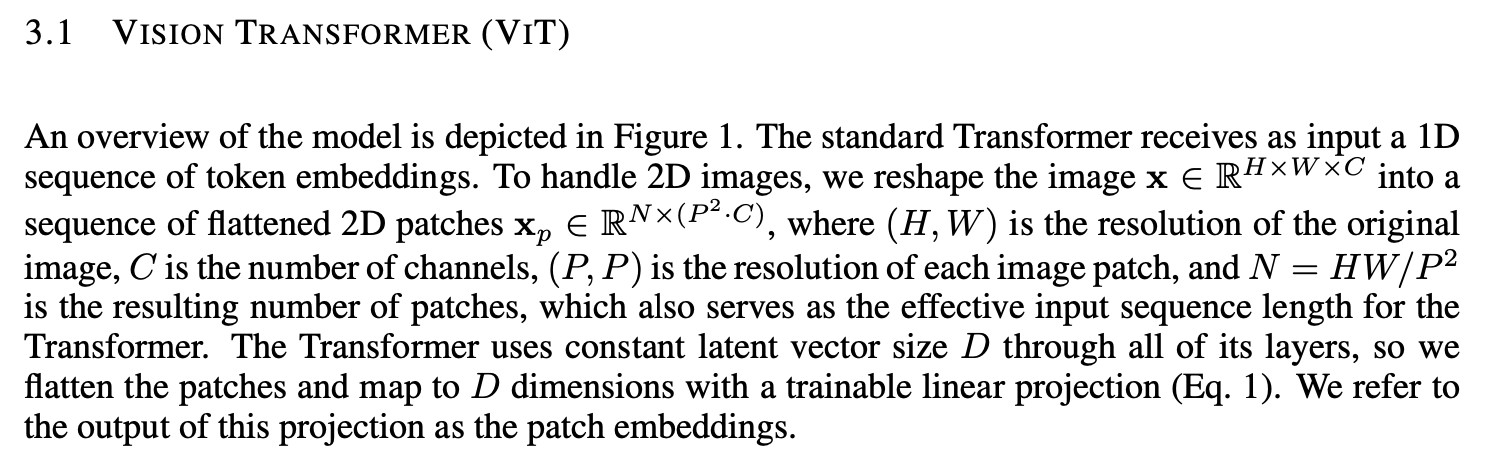 3.1 VISION TRANSFORMER (VIT)
An overview of the model is depicted in Figure 1. The standard Transformer receives as input a 1D
sequence of token embeddings. To handle 2D images, we reshape the image x ∈ ℝ^{H×W×C} into a
sequence of flattened 2D patches x_p ∈ ℝ^{N×(P²·C)}, where (H, W) is the resolution of the original
image, C is the number of channels, (P, P) is the resolution of each image patch, and N = HW/P²
is the resulting number of patches, which also serves as the effective input sequence length for the
Transformer. The Transformer uses constant latent vector size D through all of its layers, so we
flatten the patches and map to D dimensions with a trainable linear projection (Eq. 1). We refer to
the output of this projection as the patch embeddings.